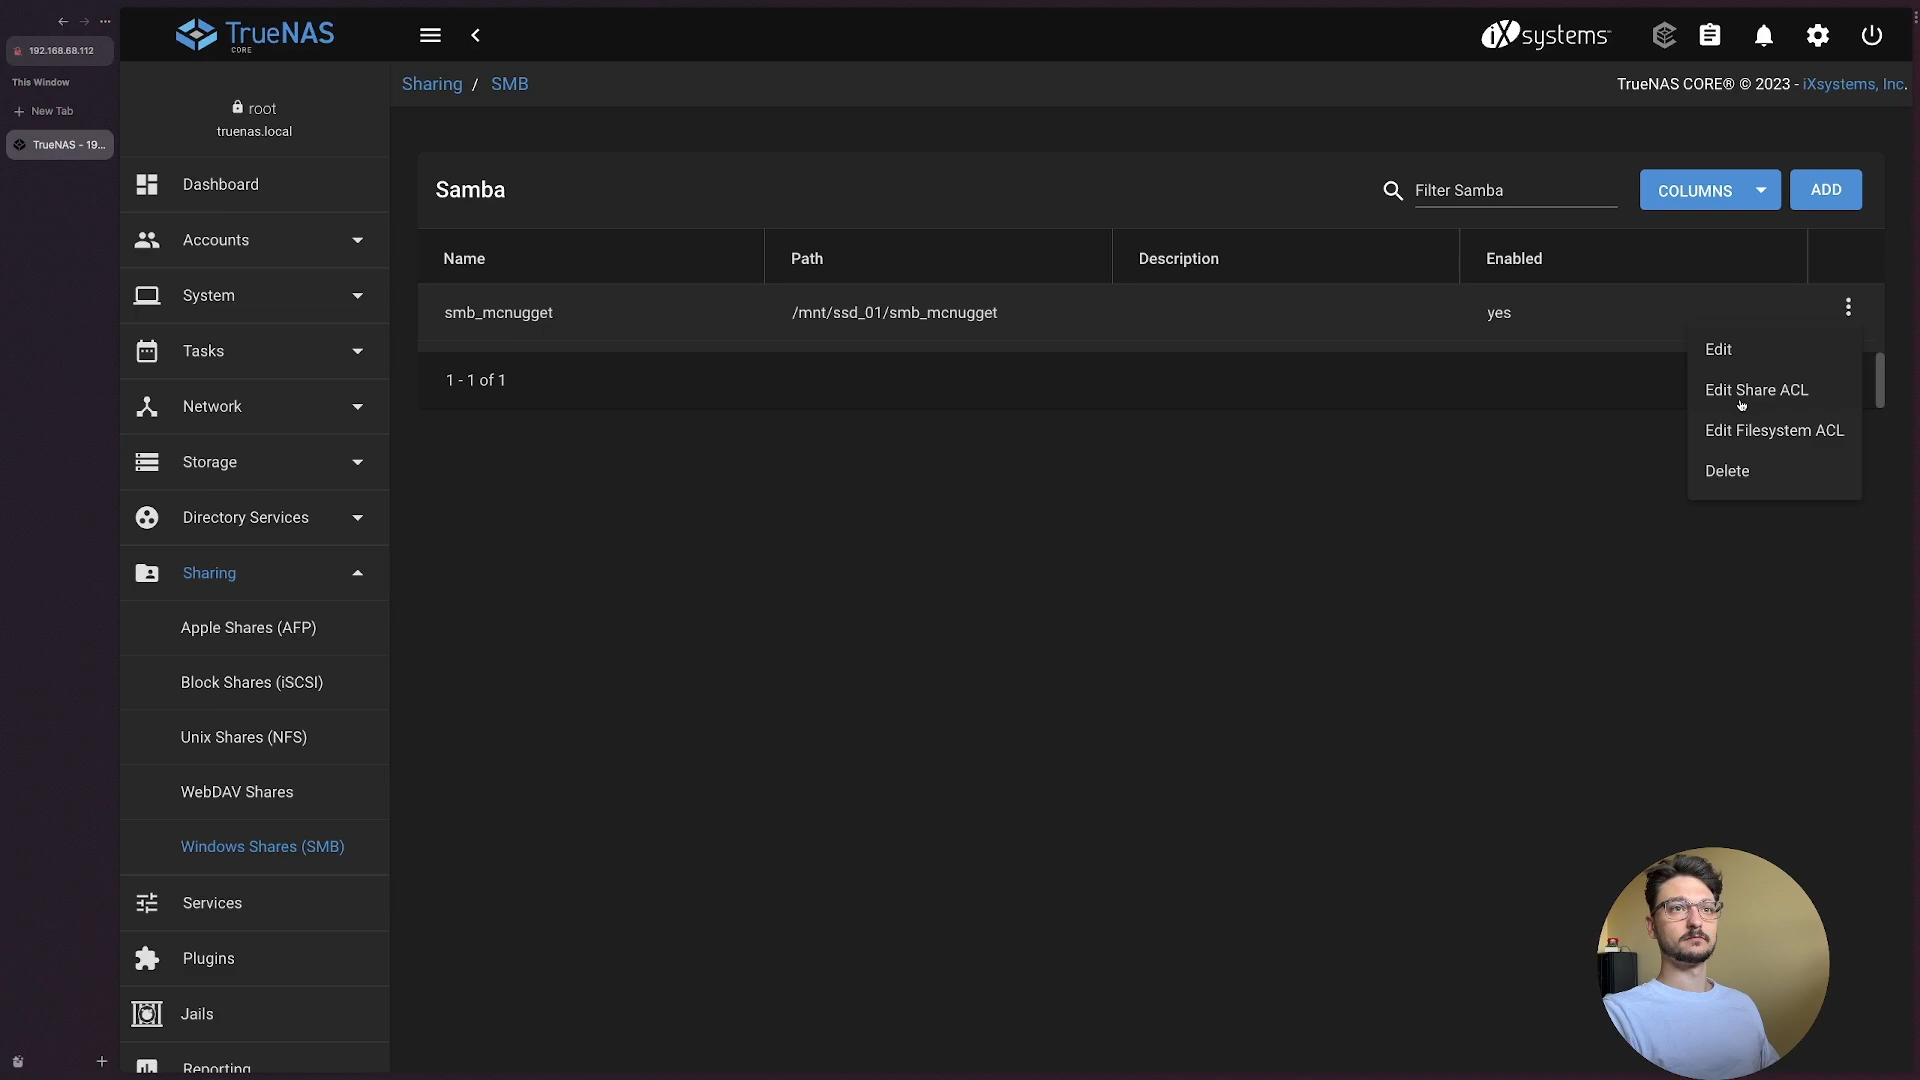 192.168.68.112
This Window
New Tab
TrueNAS - 19...
TrueNAS
CORE
iXsystems
root
truenas.local
Sharing / SMB
TrueNAS CORE® © 2023 - iXsystems, Inc.
Dashboard
Accounts
System
Tasks
Network
Storage
Directory Services
Sharing
Apple Shares (AFP)
Block Shares (iSCSI)
Unix Shares (NFS)
WebDAV Shares
Windows Shares (SMB)
Services
Plugins
Jails
Reporting
Samba
Filter Samba
COLUMNS
ADD
Name Path Description Enabled
smb_mcnugget /mnt/ssd_01/smb_mcnugget yes
1 - 1 of 1
Edit
Edit Share ACL
Edit Filesystem ACL
Delete